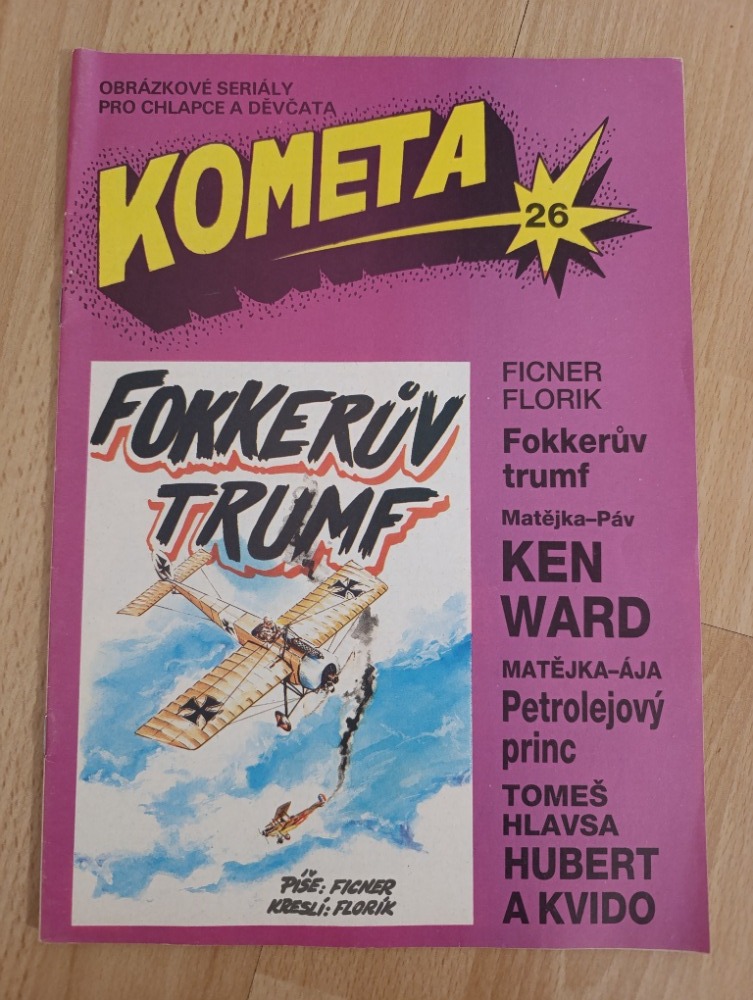 OBRÁZKOVÉ SERIÁLY
PRO CHLAPCE A DĚVČATA
KOMETA
26
FOKKERŮV
TRUMF
PÍŠE: FICNER
KRESLÍ: FLORIK
FICNER
FLORIK
Fokkerův
trumf
Matějka–Páv
KEN
WARD
MATĚJKA–ÁJA
Petrolejový
princ
TOMEŠ
HLAVSA
HUBERT
A KVIDO